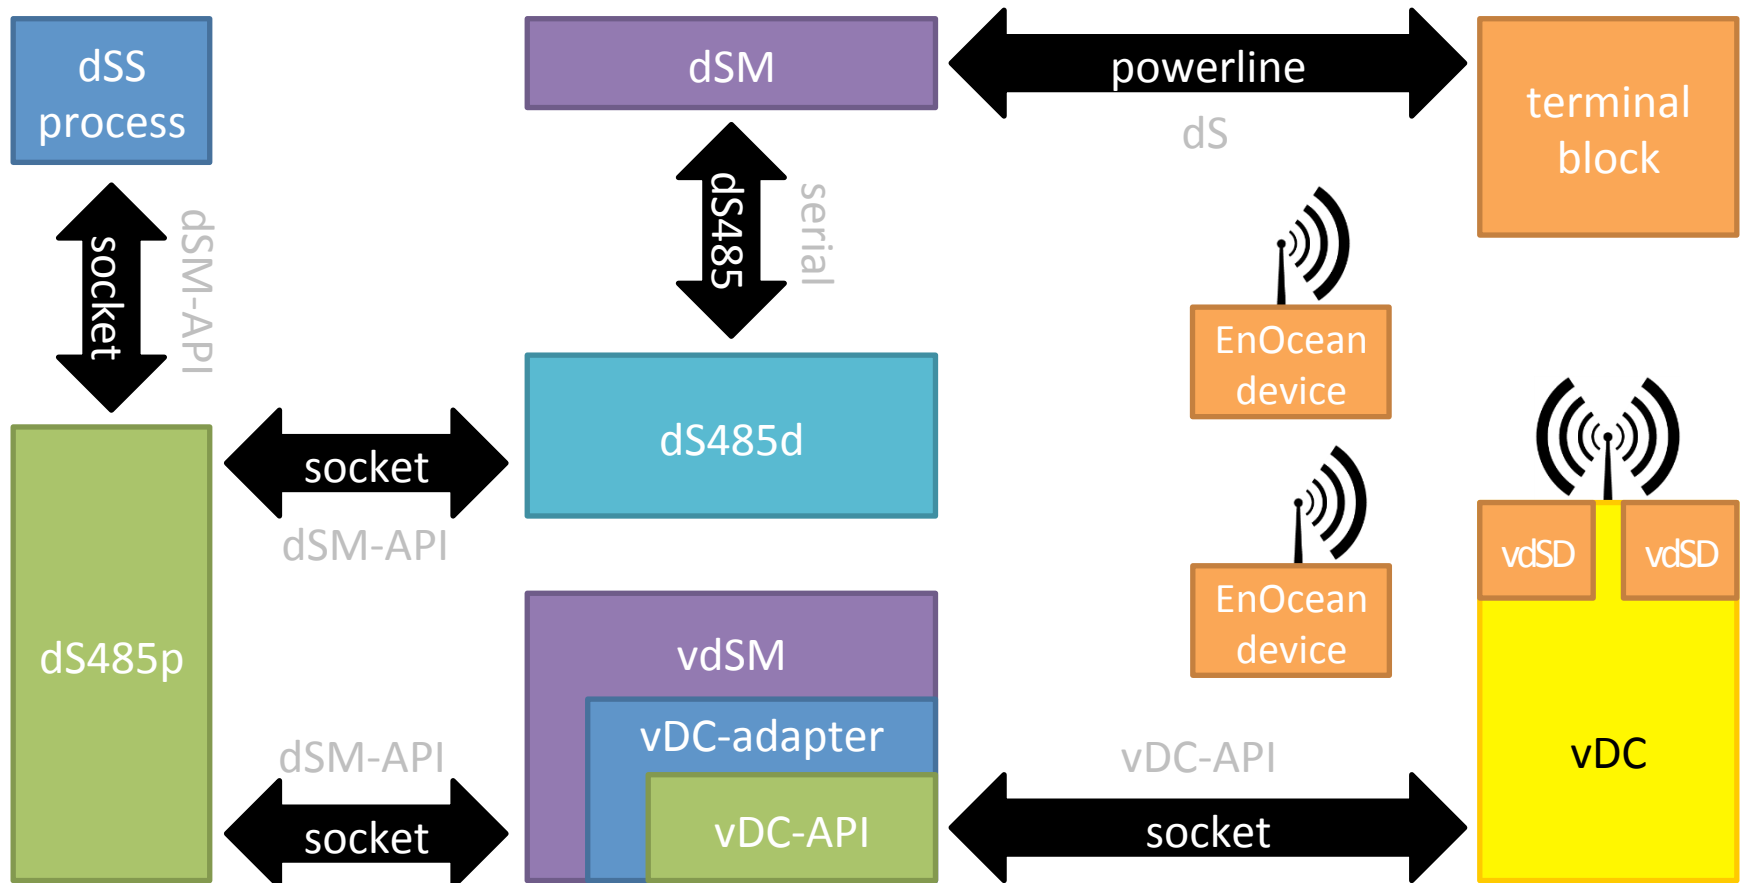 dSS
process
dSM
powerline
dS
terminal
block
socket
dSM-API
dS485
serial
EnOcean
device
dS485d
socket
dSM-API
EnOcean
device
vdSD
vdSD
dS485p
vdSM
vDC-adapter
vDC-API
dSM-API
socket
vDC-API
socket
vDC